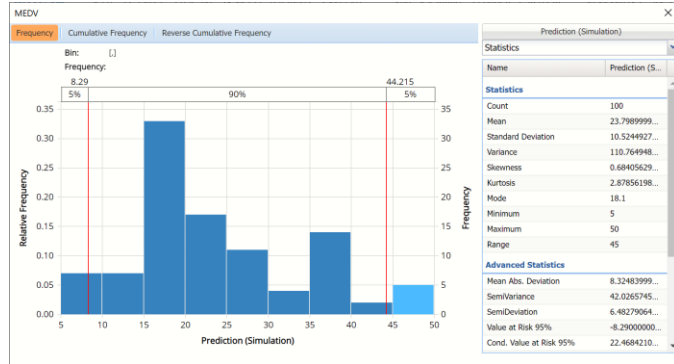 MEDV
Frequency Cumulative Frequency Reverse Cumulative Frequency
Bin: [,]
Frequency:
8.29 44.215
5% 90% 5%
0.35 35
0.30 30
0.25 25
0.20 20
0.15 15
0.10 10
0.05 5
0.00 0
5 10 15 20 25 30 35 40 45 50
Relative Frequency
Frequency
Prediction (Simulation)
Prediction (Simulation)
Statistics
Name Prediction (S...
Statistics
Count 100
Mean 23.7989999...
Standard Deviation 10.5244927...
Variance 110.764948...
Skewness 0.68405629...
Kurtosis 2.87856198...
Mode 18.1
Minimum 5
Maximum 50
Range 45
Advanced Statistics
Mean Abs. Deviation 8.32483999...
SemiVariance 42.0265745...
SemiDeviation 6.48279064...
Value at Risk 95% -8.29000000...
Cond. Value at Risk 95% 22.4684210...